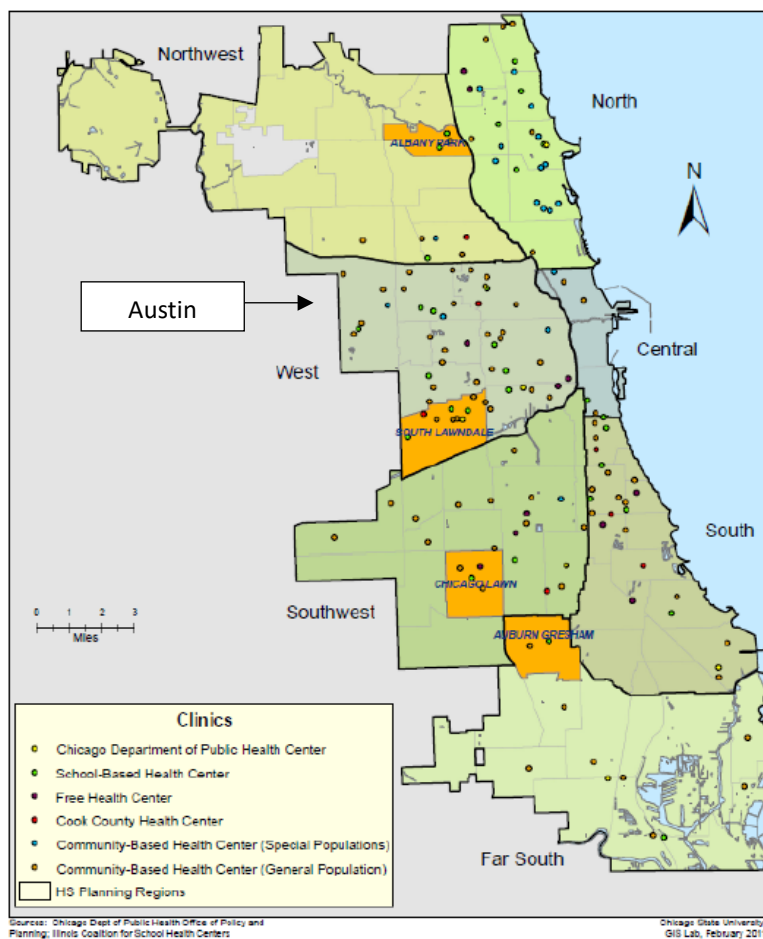 Northwest
North
ALBANY PARK
N
Austin
Central
West
SOUTH LAWNDALE
South
CHICAGO LAWN
Southwest
0 1 2 3
Miles
AUBURN GRESHAM
Clinics
Chicago Department of Public Health Center
School-Based Health Center
Free Health Center
Cook County Health Center
Community-Based Health Center (Special Populations)
Community-Based Health Center (General Population)
HS Planning Regions
Far South
Sources: Chicago Dept of Public Health Office of Policy and
Planning; Illinois Coalition for School Health Centers
Chicago State University
GIS Lab, February 201